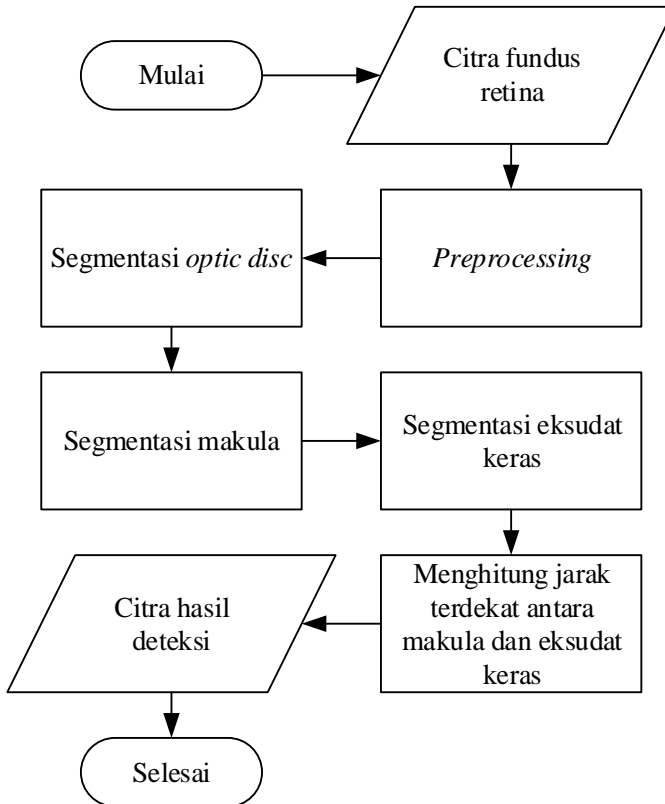 Mulai
Citra fundus
retina
Preprocessing
Segmentasi optic disc
Segmentasi makula
Segmentasi eksudat
keras
Menghitung jarak
terdekat antara
makula dan eksudat
keras
Citra hasil
deteksi
Selesai